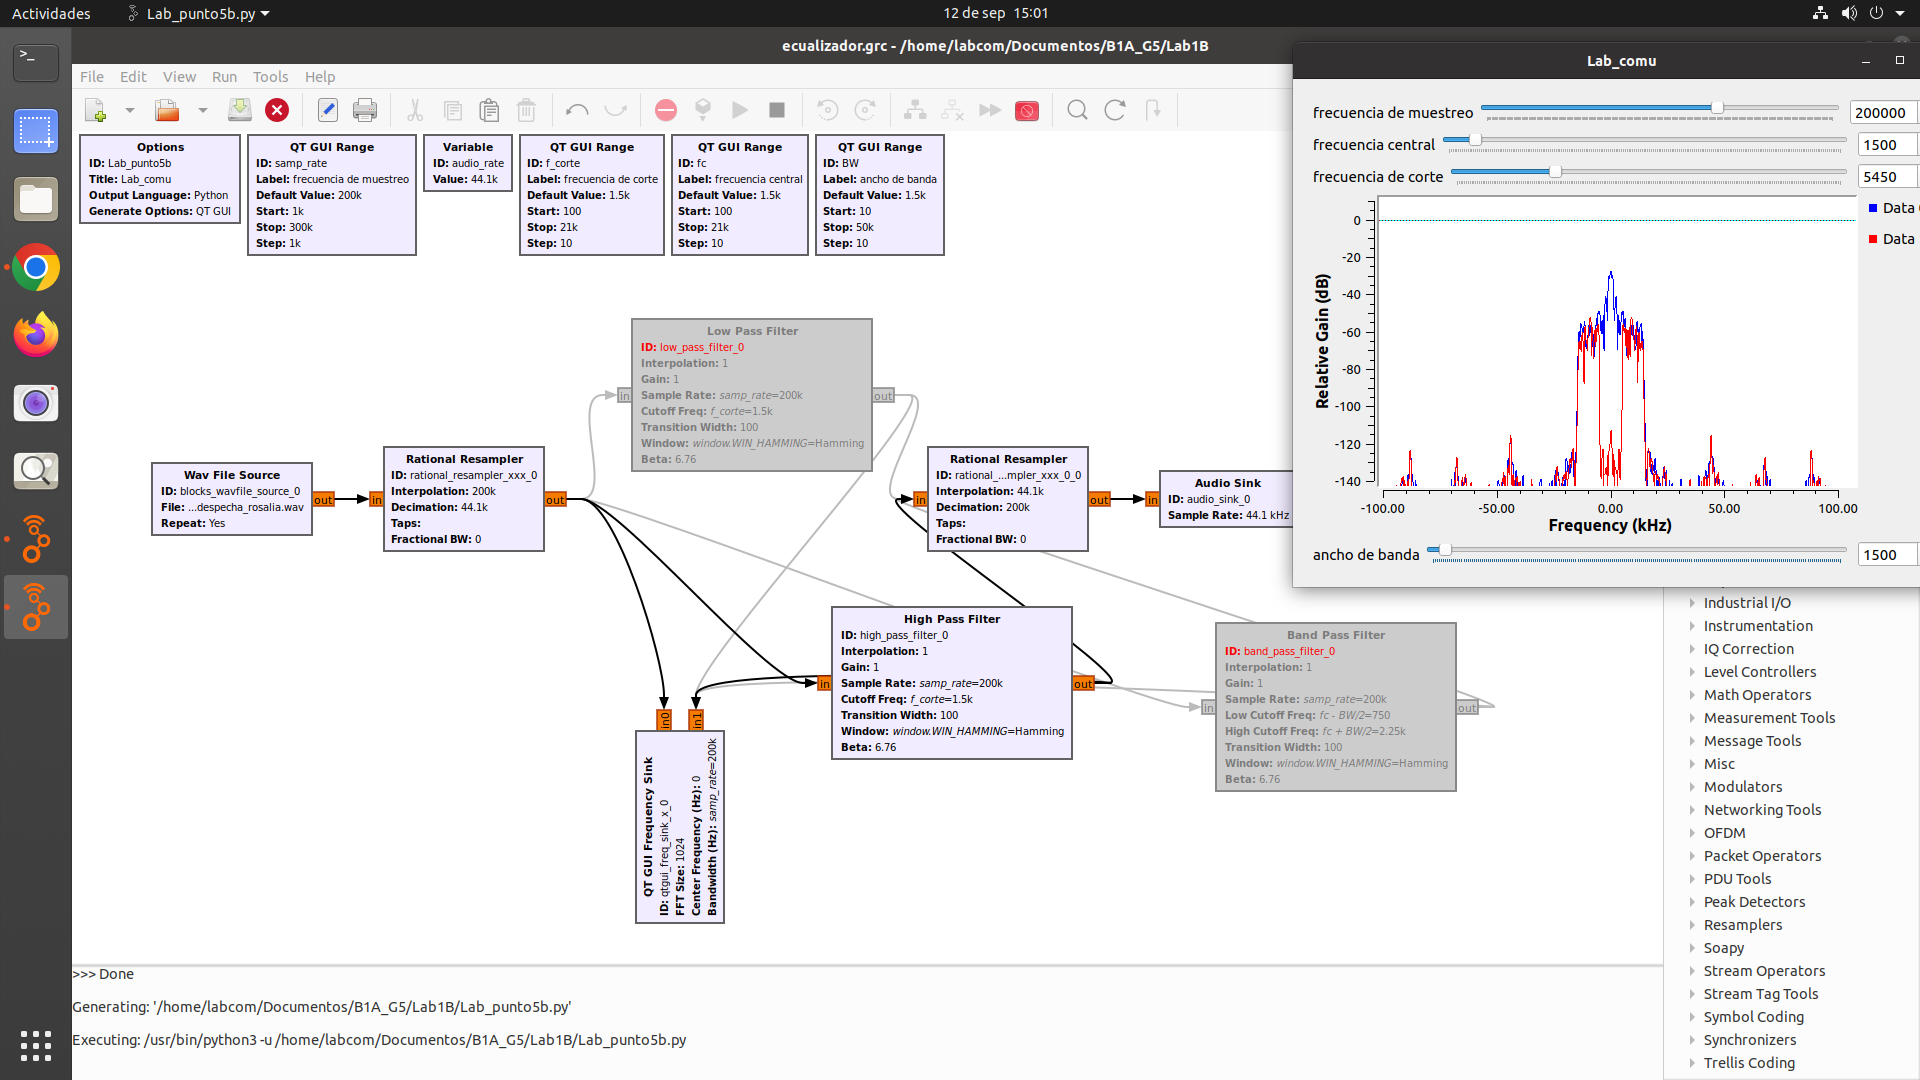 Actividades
Lab_punto5b.py
12 de sep 15:01
ecualizador.grc - /home/labcom/Documentos/B1A_G5/Lab1B
File Edit View Run Tools Help
Options
ID: Lab_punto5b
Title: Lab_comu
Output Language: Python
Generate Options: QT GUI
QT GUI Range
ID: samp_rate
Label: frecuencia de muestreo
Default Value: 200k
Start: 1k
Stop: 300k
Step: 1k
Variable
ID: audio_rate
Value: 44.1k
QT GUI Range
ID: f_corte
Label: frecuencia de corte
Default Value: 1.5k
Start: 100
Stop: 21k
Step: 10
QT GUI Range
ID: fc
Label: frecuencia central
Default Value: 1.5k
Start: 100
Stop: 21k
Step: 10
QT GUI Range
ID: BW
Label: ancho de banda
Default Value: 1.5k
Start: 10
Stop: 50k
Step: 10
Low Pass Filter
ID: low_pass_filter_0
Interpolation: 1
Gain: 1
Sample Rate: samp_rate=200k
Cutoff Freq: f_corte=1.5k
Transition Width: 100
Window: window.WIN_HAMMING=Hamming
Beta: 6.76
in
out
Wav File Source
ID: blocks_wavfile_source_0
File: ...despecha_rosalia.wav
Repeat: Yes
out
in
Rational Resampler
ID: rational_resampler_xxx_0
Interpolation: 200k
Decimation: 44.1k
Taps:
Fractional BW: 0
out
in
Rational Resampler
ID: rational_...mpler_xxx_0_0
Interpolation: 44.1k
Decimation: 200k
Taps:
Fractional BW: 0
out
in
Audio Sink
ID: audio_sink_0
Sample Rate: 44.1 kHz
High Pass Filter
ID: high_pass_filter_0
Interpolation: 1
Gain: 1
Sample Rate: samp_rate=200k
Cutoff Freq: f_corte=1.5k
Transition Width: 100
Window: window.WIN_HAMMING=Hamming
Beta: 6.76
in
out
Band Pass Filter
ID: band_pass_filter_0
Interpolation: 1
Gain: 1
Sample Rate: samp_rate=200k
Low Cutoff Freq: fc - BW/2=750
High Cutoff Freq: fc + BW/2=2.25k
Transition Width: 100
Window: window.WIN_HAMMING=Hamming
Beta: 6.76
in
out
in0
in1
QT GUI Frequency Sink
ID: qtgui_freq_sink_x_0
FFT Size: 1024
Center Frequency (Hz): 0
Bandwidth (Hz): samp_rate=200k
>>> Done
Generating: '/home/labcom/Documentos/B1A_G5/Lab1B/Lab_punto5b.py'
Executing: /usr/bin/python3 -u /home/labcom/Documentos/B1A_G5/Lab1B/Lab_punto5b.py
Lab_comu
frecuencia de muestreo
200000
frecuencia central
1500
frecuencia de corte
5450
Data
Data
Relative Gain (dB)
0
-20
-40
-60
-80
-100
-120
-140
-100.00
-50.00
0.00
50.00
100.00
Frequency (kHz)
ancho de banda
1500
Industrial I/O
Instrumentation
IQ Correction
Level Controllers
Math Operators
Measurement Tools
Message Tools
Misc
Modulators
Networking Tools
OFDM
Packet Operators
PDU Tools
Peak Detectors
Resamplers
Soapy
Stream Operators
Stream Tag Tools
Symbol Coding
Synchronizers
Trellis Coding